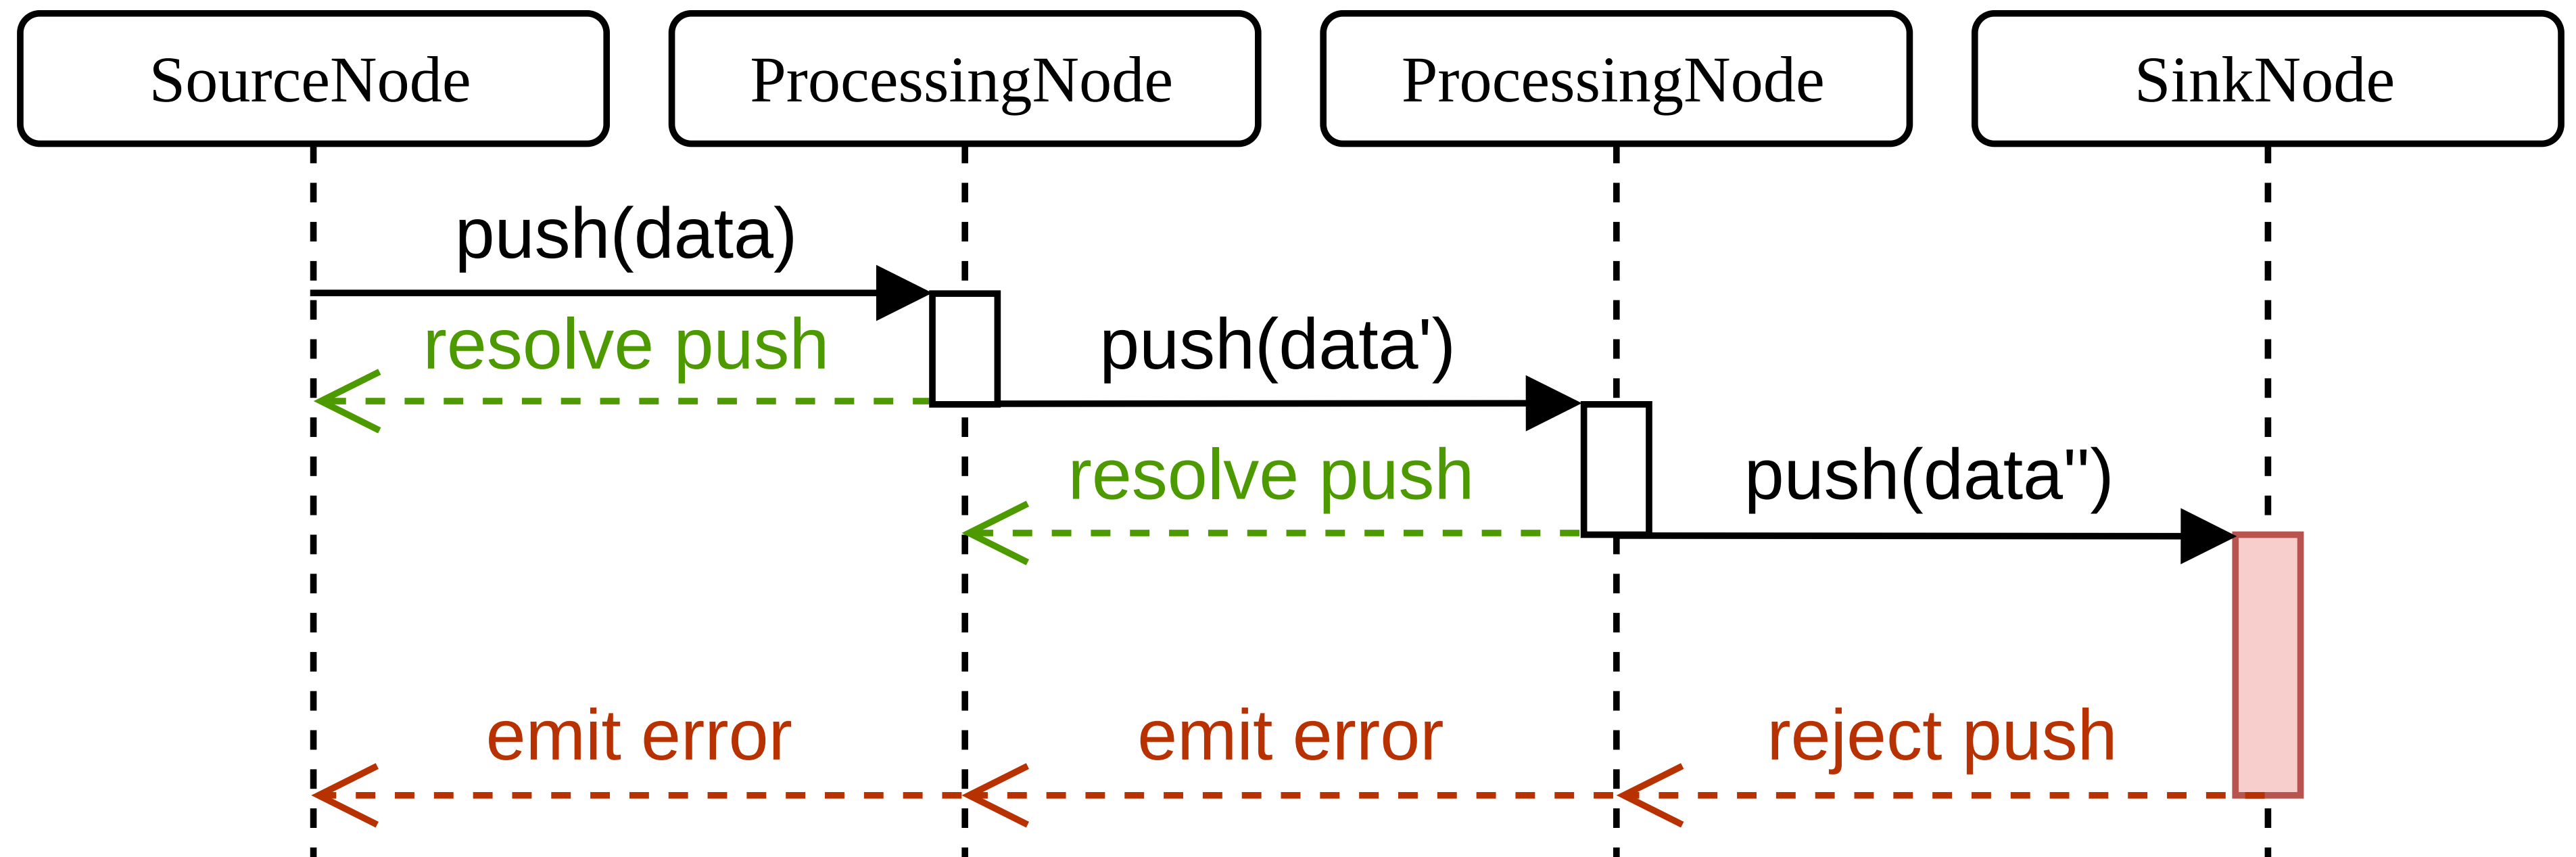 SourceNode
ProcessingNode
ProcessingNode
SinkNode
push(data)
resolve push
push(data')
resolve push
push(data'')
emit error
emit error
reject push